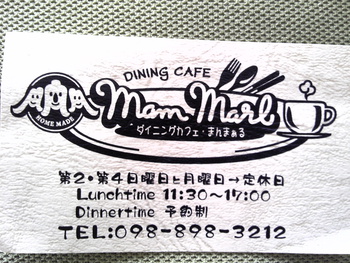 DINING CAFE
Mam Marl
HOME MADE
ダイニングカフェ・まんまぁる
第2・第4日曜日と月曜日→定休日
Lunchtime 11:30～17:00
Dinnertime 予約制
TEL:098-898-3212